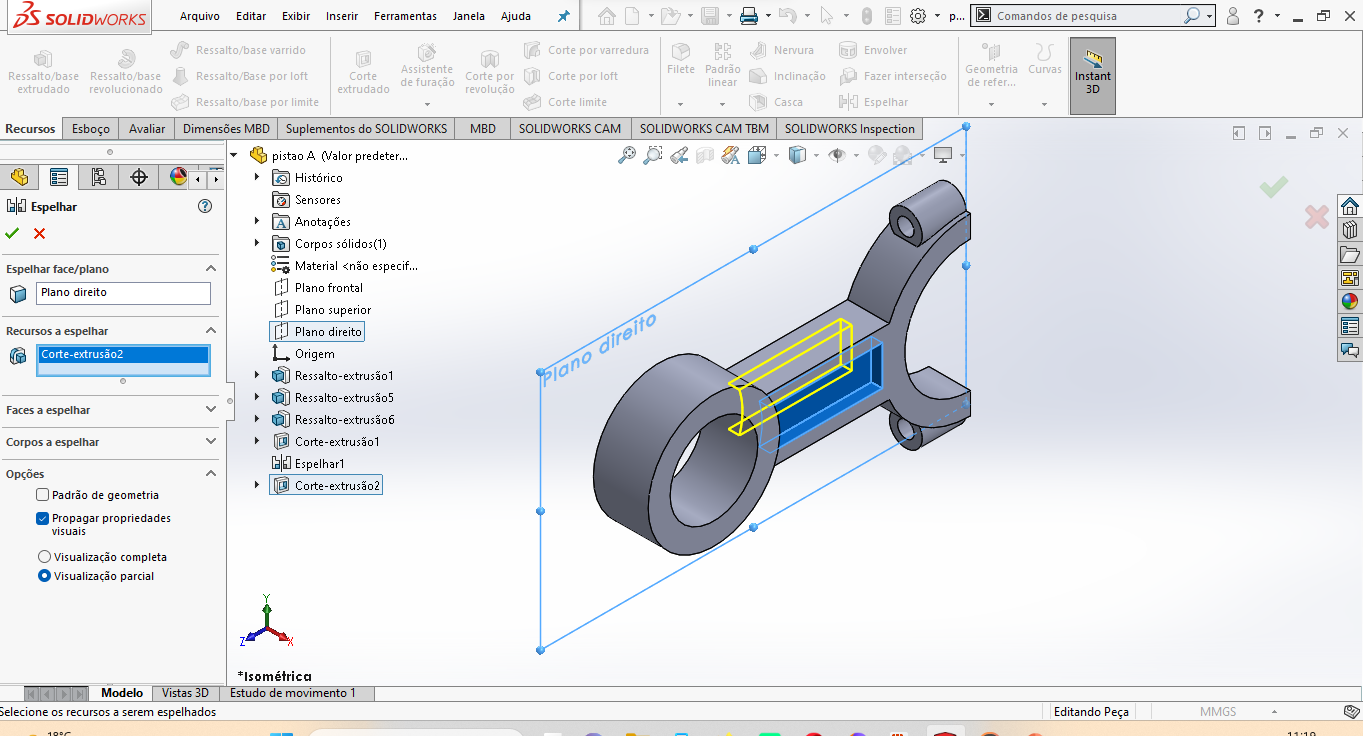 SOLIDWORKS
Arquivo Editar Exibir Inserir Ferramentas Janela Ajuda
p...
Comandos de pesquisa
Ressalto/base extrudado
Ressalto/base revolucionado
Ressalto/base varrido
Ressalto/Base por loft
Ressalto/base por limite
Corte extrudado
Assistente de furação
Corte por revolução
Corte por varredura
Corte por loft
Corte limite
Filete
Padrão linear
Nervura
Inclinação
Casca
Envolver
Fazer interseção
Espelhar
Geometria de refer...
Curvas
Instant 3D
Recursos Esboço Avaliar Dimensões MBD Suplementos do SOLIDWORKS MBD SOLIDWORKS CAM SOLIDWORKS CAM TBM SOLIDWORKS Inspection
Espelhar
Espelhar face/plano
Plano direito
Recursos a espelhar
Corte-extrusão2
Faces a espelhar
Corpos a espelhar
Opções
Padrão de geometria
Propagar propriedades
visuais
Visualização completa
Visualização parcial
pistao A (Valor predeter...
Histórico
Sensores
Anotações
Corpos sólidos(1)
Material <não especif...
Plano frontal
Plano superior
Plano direito
Origem
Ressalto-extrusão1
Ressalto-extrusão5
Ressalto-extrusão6
Corte-extrusão1
Espelhar1
Corte-extrusão2
Plano direito
Y
Z
X
*Isométrica
Modelo Vistas 3D Estudo de movimento 1
Selecione os recursos a serem espelhados
Editando Peça
MMGS
18°C
11:19